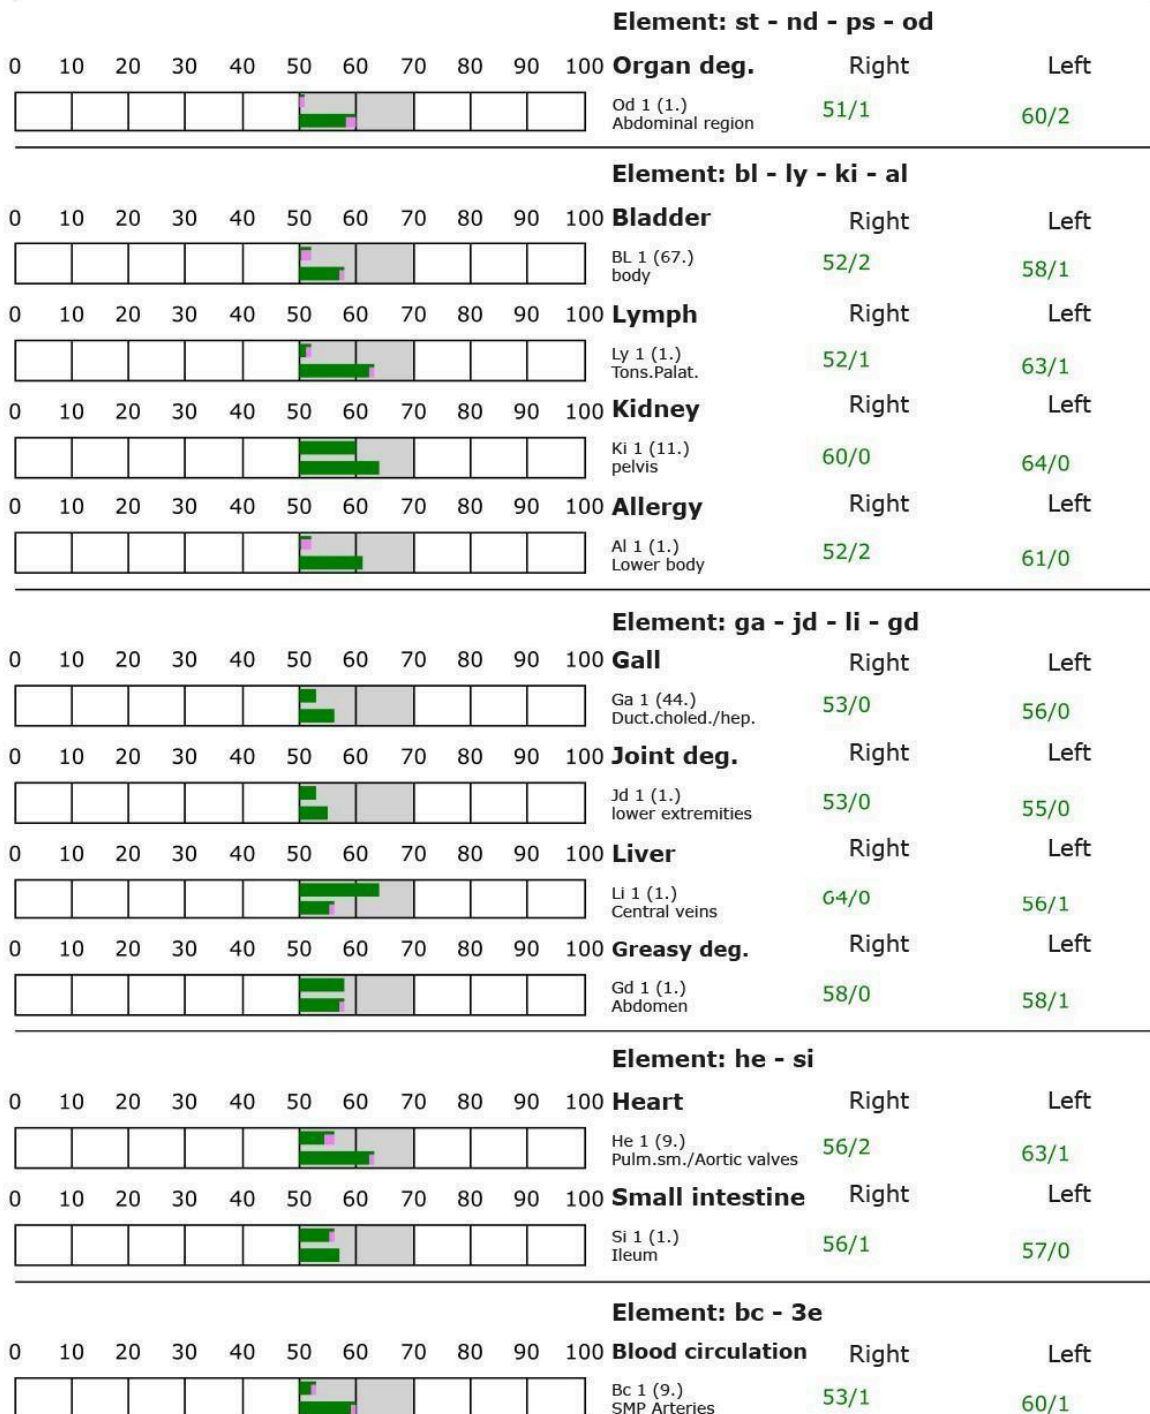 Element: st - nd - ps - od
0 10 20 30 40 50 60 70 80 90 100 Organ deg. Right Left
Od 1 (1.)
Abdominal region 51/1 60/2
Element: bl - ly - ki - al
0 10 20 30 40 50 60 70 80 90 100 Bladder Right Left
BL 1 (67.)
body 52/2 58/1
0 10 20 30 40 50 60 70 80 90 100 Lymph Right Left
Ly 1 (1.)
Tons.Palat. 52/1 63/1
0 10 20 30 40 50 60 70 80 90 100 Kidney Right Left
Ki 1 (11.)
pelvis 60/0 64/0
0 10 20 30 40 50 60 70 80 90 100 Allergy Right Left
Al 1 (1.)
Lower body 52/2 61/0
Element: ga - jd - li - gd
0 10 20 30 40 50 60 70 80 90 100 Gall Right Left
Ga 1 (44.)
Duct.choled./hep. 53/0 56/0
0 10 20 30 40 50 60 70 80 90 100 Joint deg. Right Left
Jd 1 (1.)
lower extremities 53/0 55/0
0 10 20 30 40 50 60 70 80 90 100 Liver Right Left
Li 1 (1.)
Central veins 64/0 56/1
0 10 20 30 40 50 60 70 80 90 100 Greasy deg. Right Left
Gd 1 (1.)
Abdomen 58/0 58/1
Element: he - si
0 10 20 30 40 50 60 70 80 90 100 Heart Right Left
He 1 (9.)
Pulm.sm./Aortic valves 56/2 63/1
0 10 20 30 40 50 60 70 80 90 100 Small intestine Right Left
Si 1 (1.)
Ileum 56/1 57/0
Element: bc - 3e
0 10 20 30 40 50 60 70 80 90 100 Blood circulation Right Left
Bc 1 (9.)
SMP Arteries 53/1 60/1